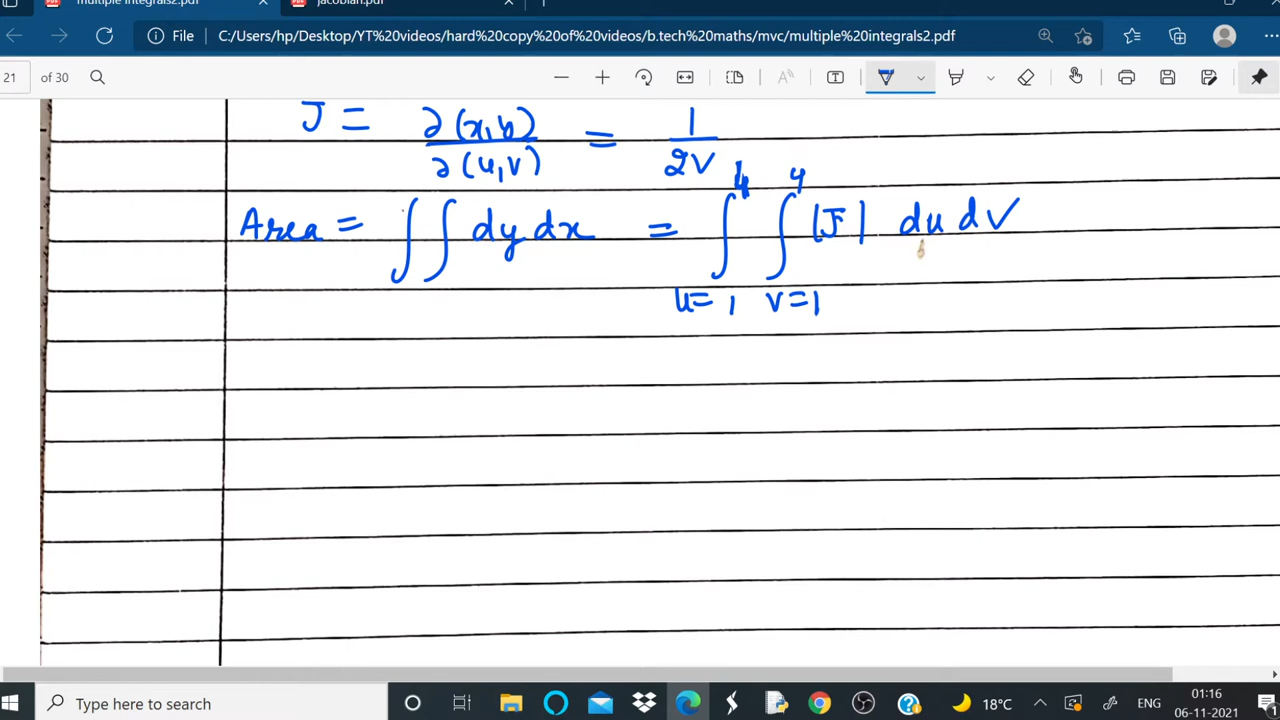 multiple integrals2.pdf jacobian.pdf
File C:/Users/hp/Desktop/YT%20videos/hard%20copy%20of%20videos/b.tech%20maths/mvc/multiple%20integrals2.pdf
21 of 30
J = ∂(x,y)/∂(u,v) = 1/2v
Area = ∫∫ dy dx = ∫_{u=1}^{4} ∫_{v=1}^{4} |J| du dv
Type here to search 18°C ENG 01:16
06-11-2021